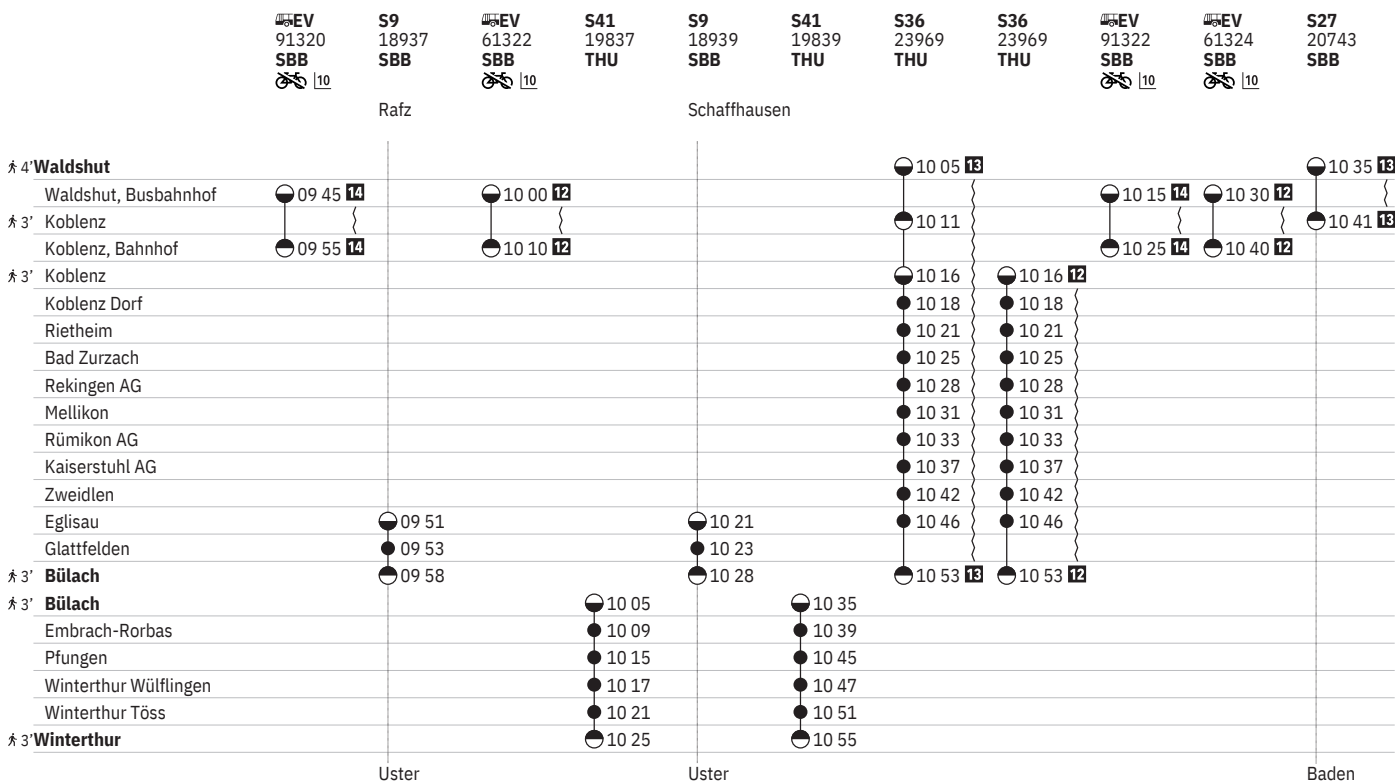 EV S9 EV S41 S9 S41 S36 S36 EV EV S27
91320 18937 61322 19837 18939 19839 23969 23969 91322 61324 20743
SBB SBB SBB THU SBB THU THU THU SBB SBB SBB
10 10 10 10
Rafz Schaffhausen
4' Waldshut 10 05 13 10 35 13
Waldshut, Busbahnhof 09 45 14 10 00 12 10 15 14 10 30 12
3' Koblenz 10 11 10 41 13
Koblenz, Bahnhof 09 55 14 10 10 12 10 25 14 10 40 12
3' Koblenz 10 16 10 16 12
Koblenz Dorf 10 18 10 18
Rietheim 10 21 10 21
Bad Zurzach 10 25 10 25
Rekingen AG 10 28 10 28
Mellikon 10 31 10 31
Rümikon AG 10 33 10 33
Kaiserstuhl AG 10 37 10 37
Zweidlen 10 42 10 42
Eglisau 09 51 10 21 10 46 10 46
Glattfelden 09 53 10 23
3' Bülach 09 58 10 28 10 53 13 10 53 12
3' Bülach 10 05 10 35
Embrach-Rorbas 10 09 10 39
Pfungen 10 15 10 45
Winterthur Wülflingen 10 17 10 47
Winterthur Töss 10 21 10 51
3' Winterthur 10 25 10 55
Uster Uster Baden